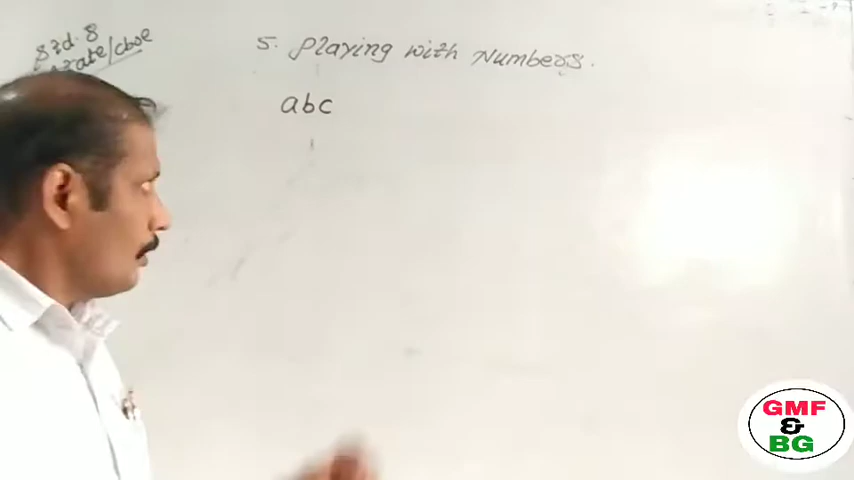 Std. 8
State/cbse
5. Playing with Numbers.
abc
GMF
&
BG